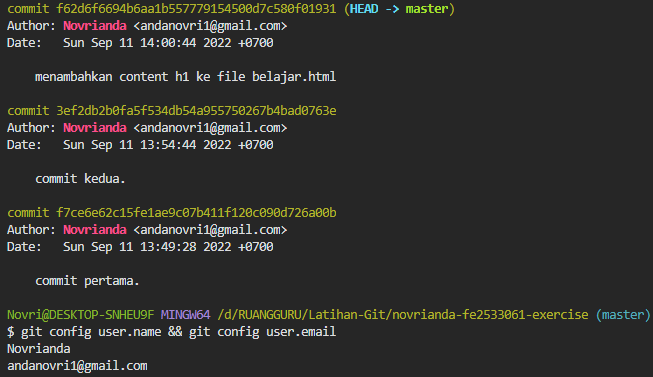 commit f62d6f6694b6aa1b557779154500d7c580f01931 (HEAD -> master)
Author: Novrianda <andanovri1@gmail.com>
Date:   Sun Sep 11 14:00:44 2022 +0700
menambahkan content h1 ke file belajar.html
commit 3ef2db2b0fa5f534db54a955750267b4bad0763e
Author: Novrianda <andanovri1@gmail.com>
Date:   Sun Sep 11 13:54:44 2022 +0700
commit kedua.
commit f7ce6e62c15fe1ae9c07b411f120c090d726a00b
Author: Novrianda <andanovri1@gmail.com>
Date:   Sun Sep 11 13:49:28 2022 +0700
commit pertama.
Novri@DESKTOP-SNHEU9F MINGW64 /d/RUANGGURU/Latihan-Git/novrianda-fe2533061-exercise (master)
$ git config user.name && git config user.email
Novrianda
andanovri1@gmail.com